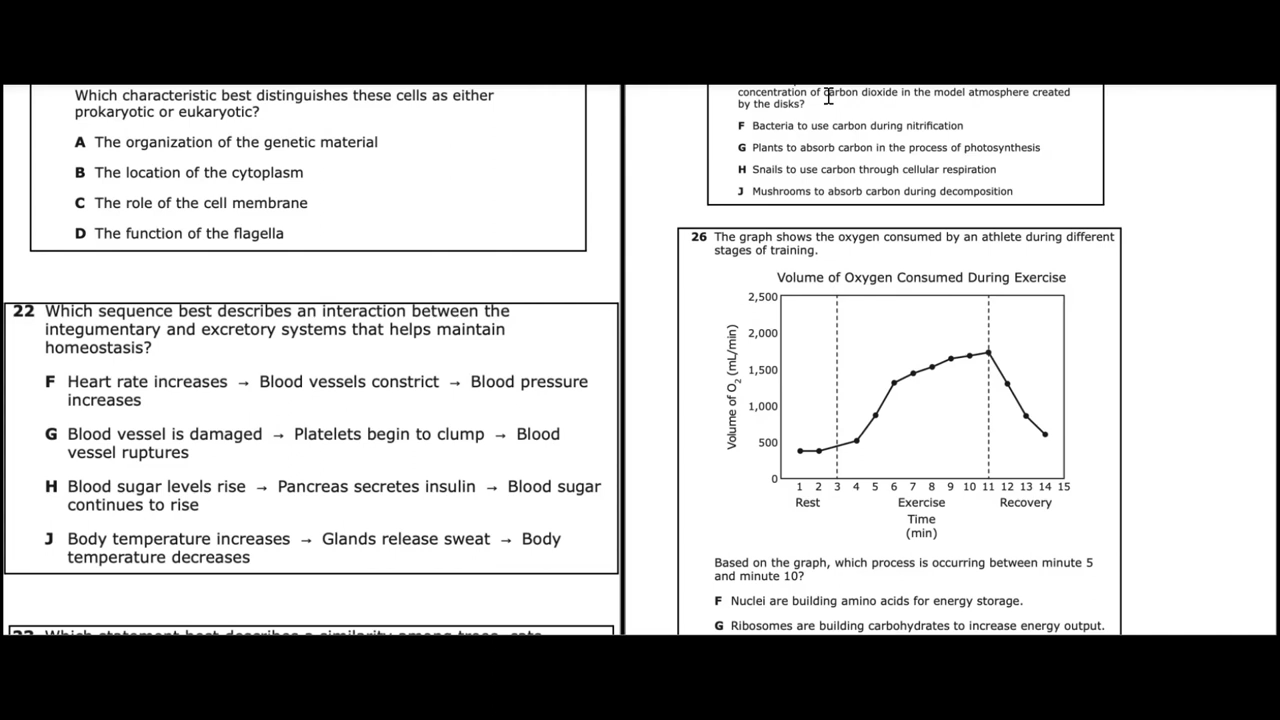 Which characteristic best distinguishes these cells as either
prokaryotic or eukaryotic?
A The organization of the genetic material
B The location of the cytoplasm
C The role of the cell membrane
D The function of the flagella
22 Which sequence best describes an interaction between the
integumentary and excretory systems that helps maintain
homeostasis?
F Heart rate increases → Blood vessels constrict → Blood pressure
increases
G Blood vessel is damaged → Platelets begin to clump → Blood
vessel ruptures
H Blood sugar levels rise → Pancreas secretes insulin → Blood sugar
continues to rise
J Body temperature increases → Glands release sweat → Body
temperature decreases
concentration of carbon dioxide in the model atmosphere created
by the disks?
F Bacteria to use carbon during nitrification
G Plants to absorb carbon in the process of photosynthesis
H Snails to use carbon through cellular respiration
J Mushrooms to absorb carbon during decomposition
26 The graph shows the oxygen consumed by an athlete during different
stages of training.
Volume of Oxygen Consumed During Exercise
Volume of O2 (mL/min)
2,500
2,000
1,500
1,000
500
0
1 2 3 4 5 6 7 8 9 10 11 12 13 14 15
Rest Exercise Recovery
Time
(min)
Based on the graph, which process is occurring between minute 5
and minute 10?
F Nuclei are building amino acids for energy storage.
G Ribosomes are building carbohydrates to increase energy output.